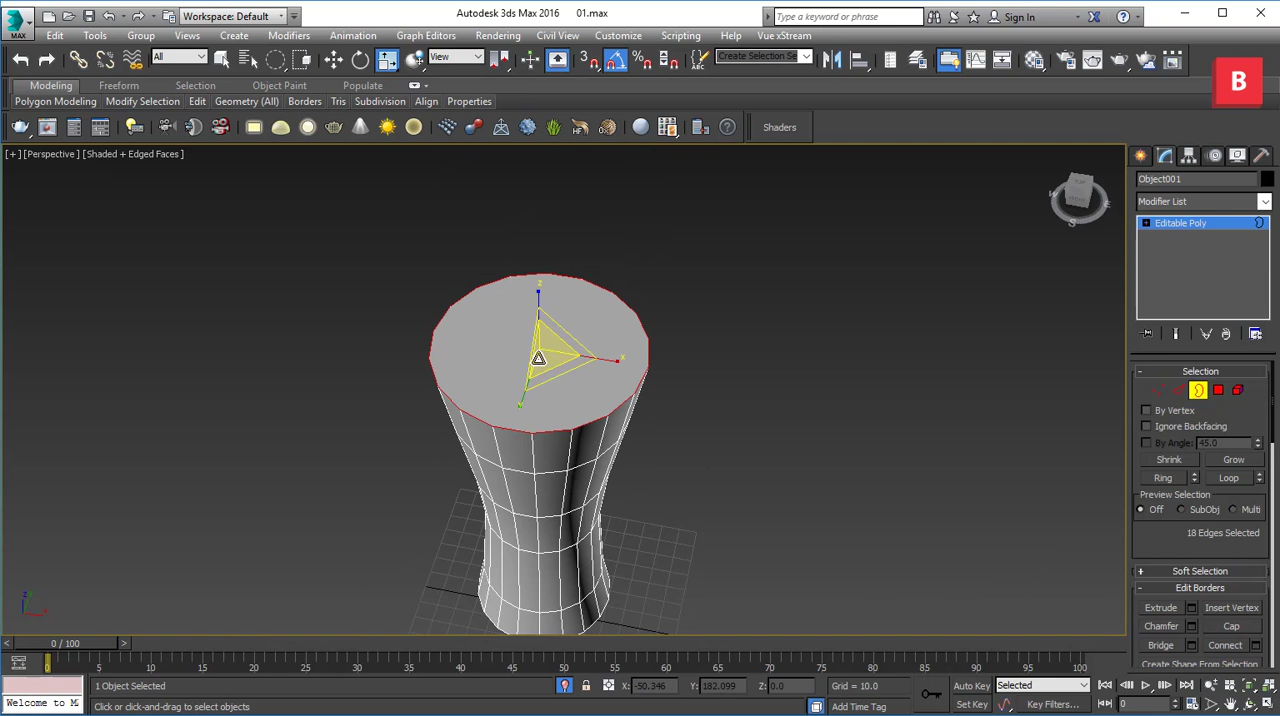 Workspace: Default
Autodesk 3ds Max 2016 01.max
Type a keyword or phrase
Sign In
MAX
Edit Tools Group Views Create Modifiers Animation Graph Editors Rendering Civil View Customize Scripting Help Vue xStream
All
View
3
Create Selection Se
B
Modeling Freeform Selection Object Paint Populate
Polygon Modeling Modify Selection Edit Geometry (All) Borders Tris Subdivision Align Properties
Shaders
[+] [Perspective] [Shaded + Edged Faces]
Object001
Modifier List
Editable Poly
Selection
By Vertex
Ignore Backfacing
By Angle: 45.0
Shrink Grow
Ring Loop
Preview Selection
Off SubObj Multi
18 Edges Selected
Soft Selection
Edit Borders
Extrude Insert Vertex
Chamfer Cap
Bridge Connect
Create Shape From Selection
z
x
0 / 100
0 5 10 15 20 25 30 35 40 45 50 55 60 65 70 75 80 85 90 95 100
1 Object Selected
X: -50.346 Y: 182.099 Z: 0.0
Grid = 10.0
Auto Key Selected
Welcome to M
Click or click-and-drag to select objects
Add Time Tag
Set Key Key Filters...
0